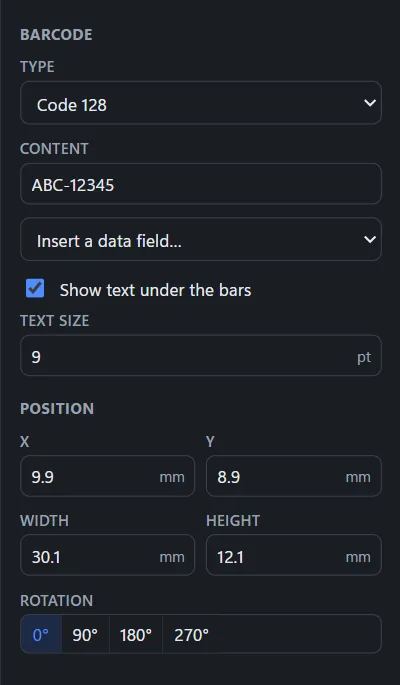 BARCODE
TYPE
Code 128
CONTENT
ABC-12345
Insert a data field...
Show text under the bars
TEXT SIZE
9 pt
POSITION
X Y
9.9 mm 8.9 mm
WIDTH HEIGHT
30.1 mm 12.1 mm
ROTATION
0° 90° 180° 270°